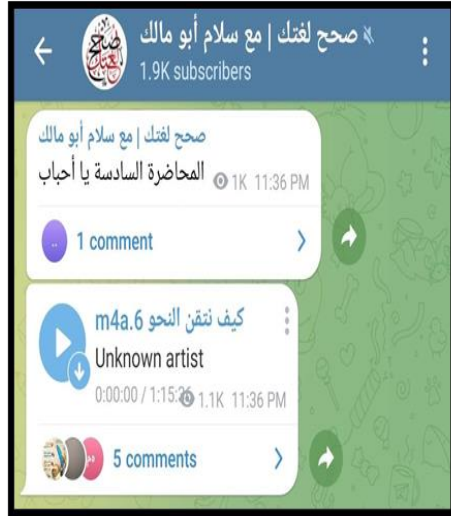 صحح لغتك | مع سلام أبو مالك
1.9K subscribers
صحح لغتك | مع سلام أبو مالك
المحاضرة السادسة يا أحباب
1K 11:36 PM
1 comment
كيف نتقن النحو 6.m4a
Unknown artist
0:00:00 / 1:15:26 1.1K 11:36 PM
5 comments